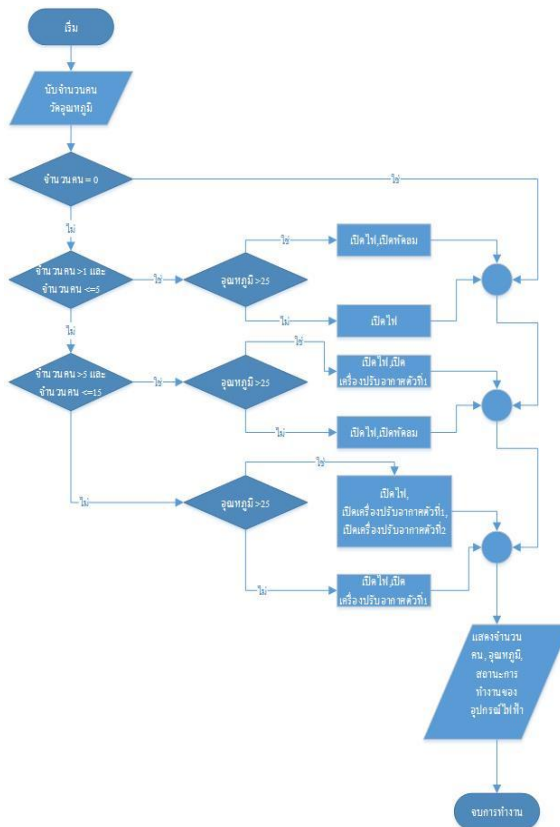 เริ่ม
นับจำนวนคน
วัดอุณหภูมิ
จำนวนคน = 0
ใช่
ไม่
จำนวนคน >1 และ
จำนวนคน <=5
ใช่
อุณหภูมิ >25
ใช่
เปิดไฟ,เปิดพัดลม
ไม่
เปิดไฟ
ไม่
จำนวนคน >5 และ
จำนวนคน <=15
ใช่
อุณหภูมิ >25
ใช่
เปิดไฟ,เปิด
เครื่องปรับอากาศตัวที่1
ไม่
เปิดไฟ,เปิดพัดลม
ไม่
อุณหภูมิ >25
ใช่
เปิดไฟ,
เปิดเครื่องปรับอากาศตัวที่1,
เปิดเครื่องปรับอากาศตัวที่2
ไม่
เปิดไฟ,เปิด
เครื่องปรับอากาศตัวที่1
แสดงจำนวน
คน, อุณหภูมิ,
สถานะการ
ทำงานของ
อุปกรณ์ไฟฟ้า
จบการทำงาน